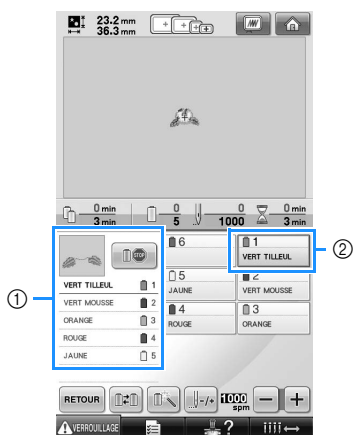 23.2 mm
36.3 mm
0 min
3 min
0
5
0
1000
0 min
3 min
STOP
VERT TILLEUL 1
VERT MOUSSE 2
ORANGE 3
ROUGE 4
JAUNE 5
6
1
VERT TILLEUL
5
JAUNE
2
VERT MOUSSE
4
ROUGE
3
ORANGE
①
②
RETOUR
-/+
1000
spm
−
+
VERROUILLAGE
?